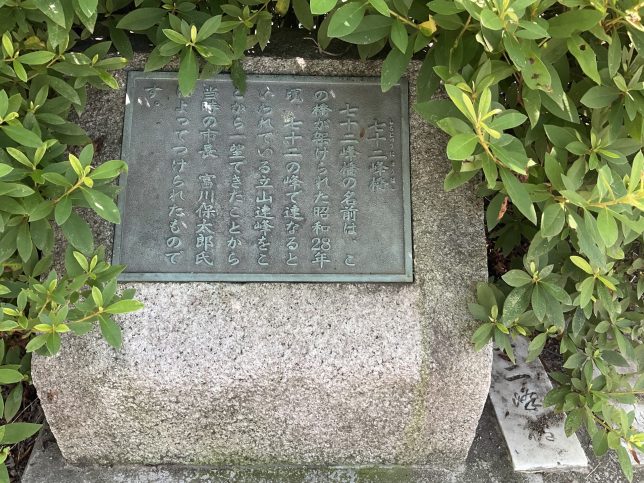 七十二峰橋
七十二峰橋の名前は、こ
の橋が架けられた昭和28年
頃、七十二の峰で連なると
れている立山連峰をこ
こから一望できたことから
当時の市長　富川保太郎氏
によってつけられたもので
す。
二